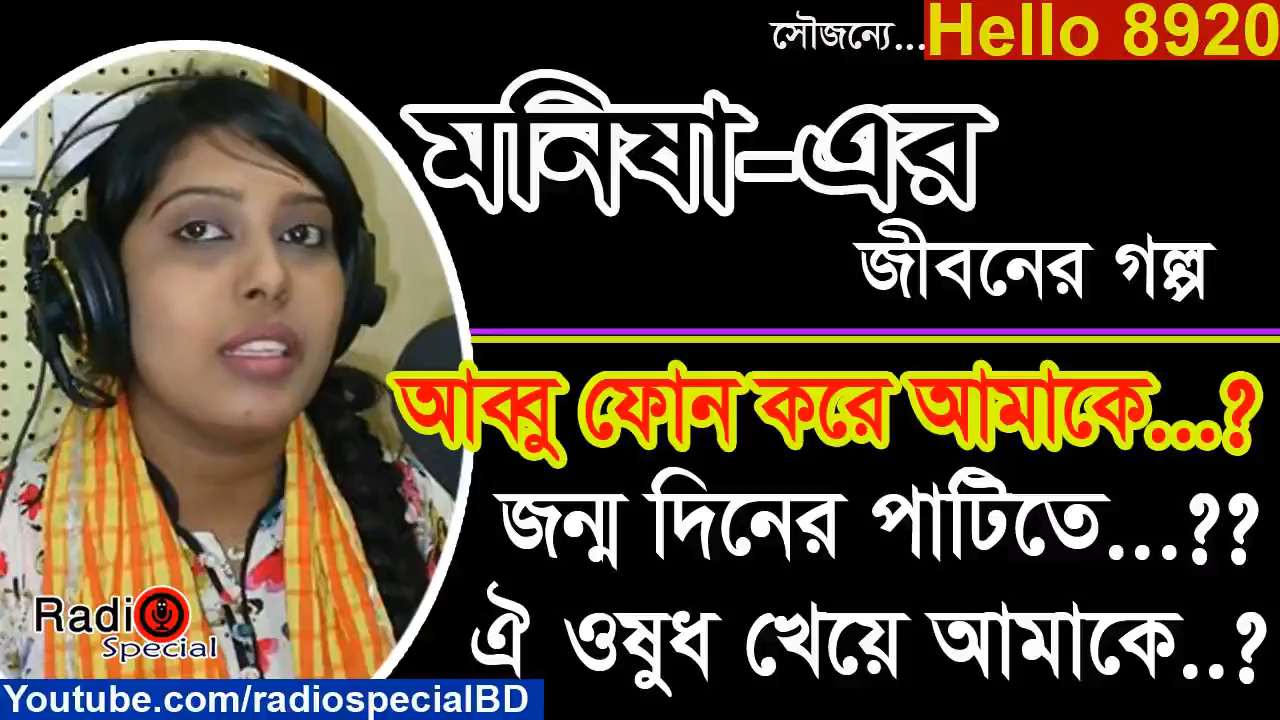 সৌজন্যে...Hello 8920
মনিষা-এর
জীবনের গল্প
আব্বু ফোন করে আমাকে...?
জন্ম দিনের পাটিতে...??
ঐ ওষুধ খেয়ে আমাকে..?
Radio
Special
Youtube.com/radiospecialBD